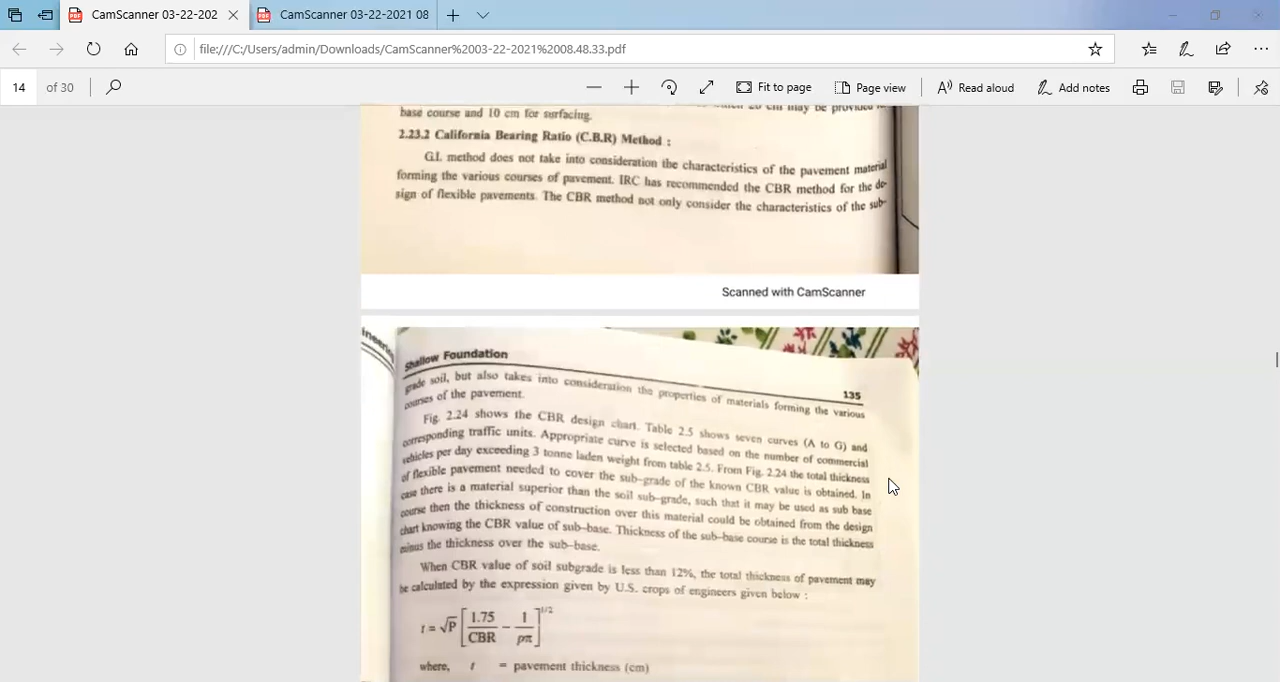 CamScanner 03-22-202
CamScanner 03-22-2021 08
file:///C:/Users/admin/Downloads/CamScanner%2003-22-2021%2008.48.33.pdf
14 of 30 Fit to page Page view Read aloud Add notes
may be provided
base course and 10 cm for surfacing.
2.23.2 California Bearing Ratio (C.B.R) Method :
G.I. method does not take into consideration the characteristics of the pavement material
forming the various courses of pavement. IRC has recommended the CBR method for the de-
sign of flexible pavements. The CBR method not only consider the characteristics of the sub-
Scanned with CamScanner
Shallow Foundation 135
grade soil, but also takes into consideration the properties of materials forming the various
courses of the pavement.
Fig. 2.24 shows the CBR design chart. Table 2.5 shows seven curves (A to G) and
corresponding traffic units. Appropriate curve is selected based on the number of commercial
vehicles per day exceeding 3 tonne laden weight from table 2.5. From Fig. 2.24 the total thickness
of flexible pavement needed to cover the sub-grade of the known CBR value is obtained. In
case there is a material superior than the soil sub-grade, such that it may be used as sub base
course then the thickness of construction over this material could be obtained from the design
chart knowing the CBR value of sub-base. Thickness of the sub-base course is the total thickness
minus the thickness over the sub-base.
When CBR value of soil subgrade is less than 12%, the total thickness of pavement may
be calculated by the expression given by U.S. crops of engineers given below :
t = √P [1.75/CBR − 1/pπ]^1/2
where, t = pavement thickness (cm)